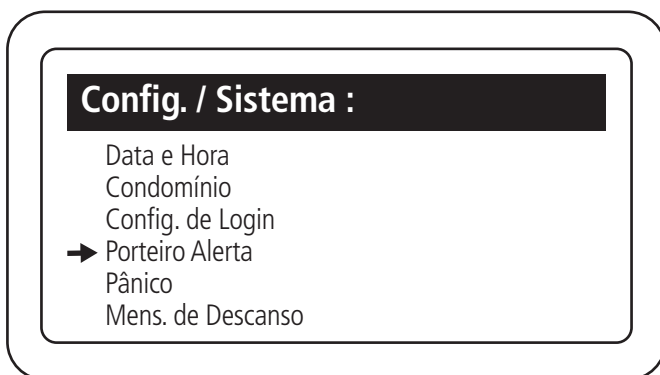 Config. / Sistema :
Data e Hora
Condomínio
Config. de Login
Porteiro Alerta
Pânico
Mens. de Descanso